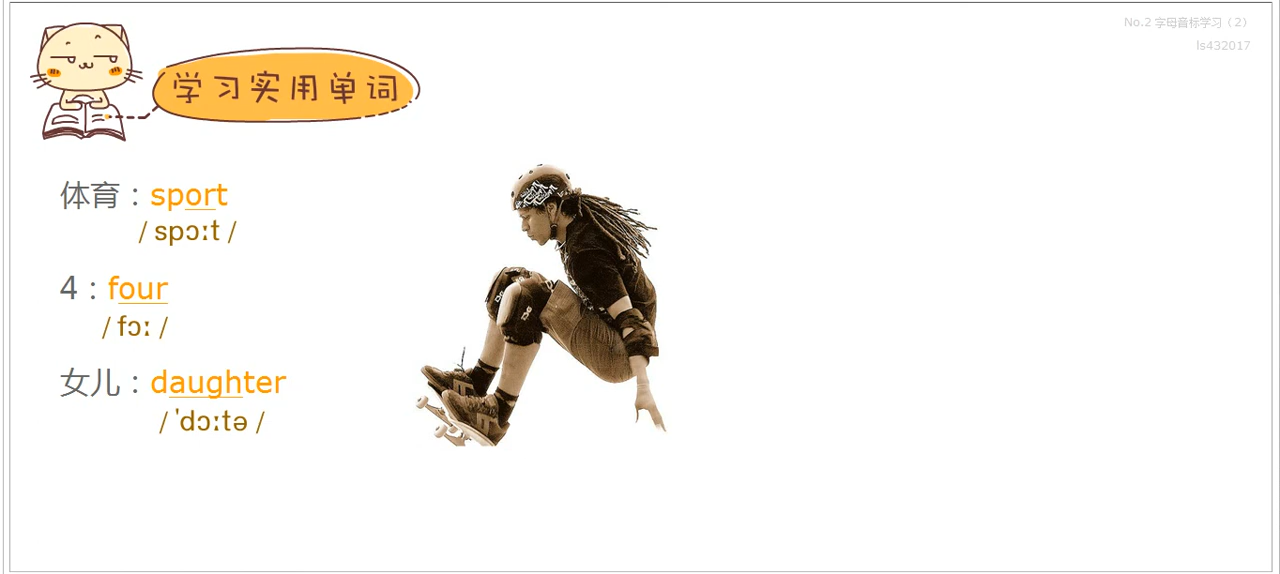 No.2 字母音标学习（2）
ls432017
学习实用单词
体育：sport
/ spɔːt /
4：four
/ fɔː /
女儿：daughter
/ ˈdɔːtə /